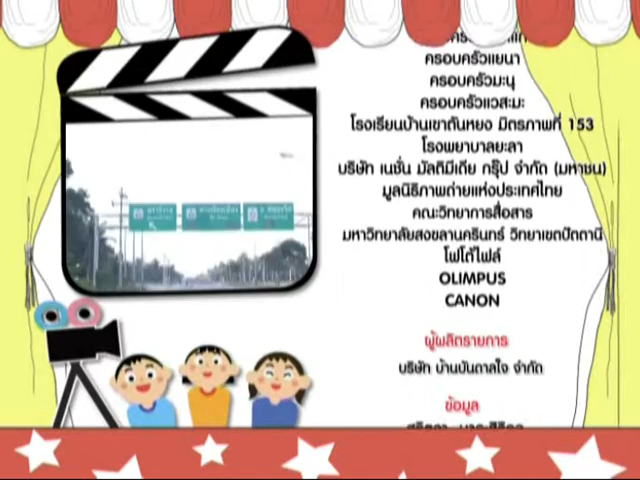 ครอบครัวแยนา
ครอบครัวมะนุ
ครอบครัวแวสะมะ
โรงเรียนบ้านเขาตันหยง มิตรภาพที่ 153
โรงพยาบาลยะลา
บริษัท เนชั่น มัลติมีเดีย กรุ๊ป จำกัด (มหาชน)
มูลนิธิภาพถ่ายแห่งประเทศไทย
คณะวิทยาการสื่อสาร
มหาวิทยาลัยสงขลานครินทร์ วิทยาเขตปัตตานี
โฟโต้ไฟล์
OLIMPUS
CANON
ผู้ผลิตรายการ
บริษัท บ้านบันดาลใจ จำกัด
ข้อมูล